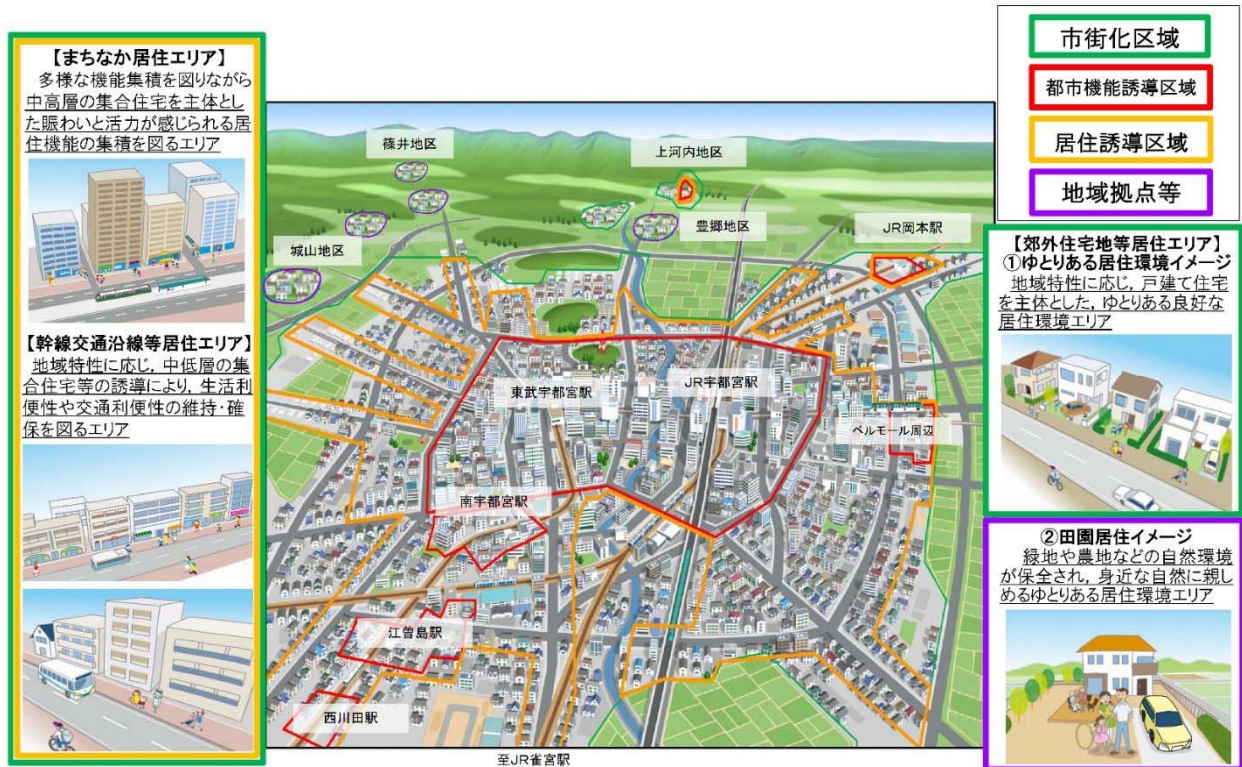 【まちなか居住エリア】
多様な機能集積を図りながら
中高層の集合住宅を主体とし
た賑わいと活力が感じられる居
住機能の集積を図るエリア
【幹線交通沿線等居住エリア】
地域特性に応じ，中低層の集
合住宅等の誘導により，生活利
便性や交通利便性の維持・確
保を図るエリア
篠井地区
上河内地区
城山地区
豊郷地区
JR岡本駅
東武宇都宮駅
JR宇都宮駅
ベルモール周辺
南宇都宮駅
江曽島駅
西川田駅
至JR雀宮駅
市街化区域
都市機能誘導区域
居住誘導区域
地域拠点等
【郊外住宅地等居住エリア】
①ゆとりある居住環境イメージ
地域特性に応じ，戸建て住宅
を主体とした，ゆとりある良好な
居住環境エリア
②田園居住イメージ
緑地や農地などの自然環境
が保全され，身近な自然に親し
めるゆとりある居住環境エリア